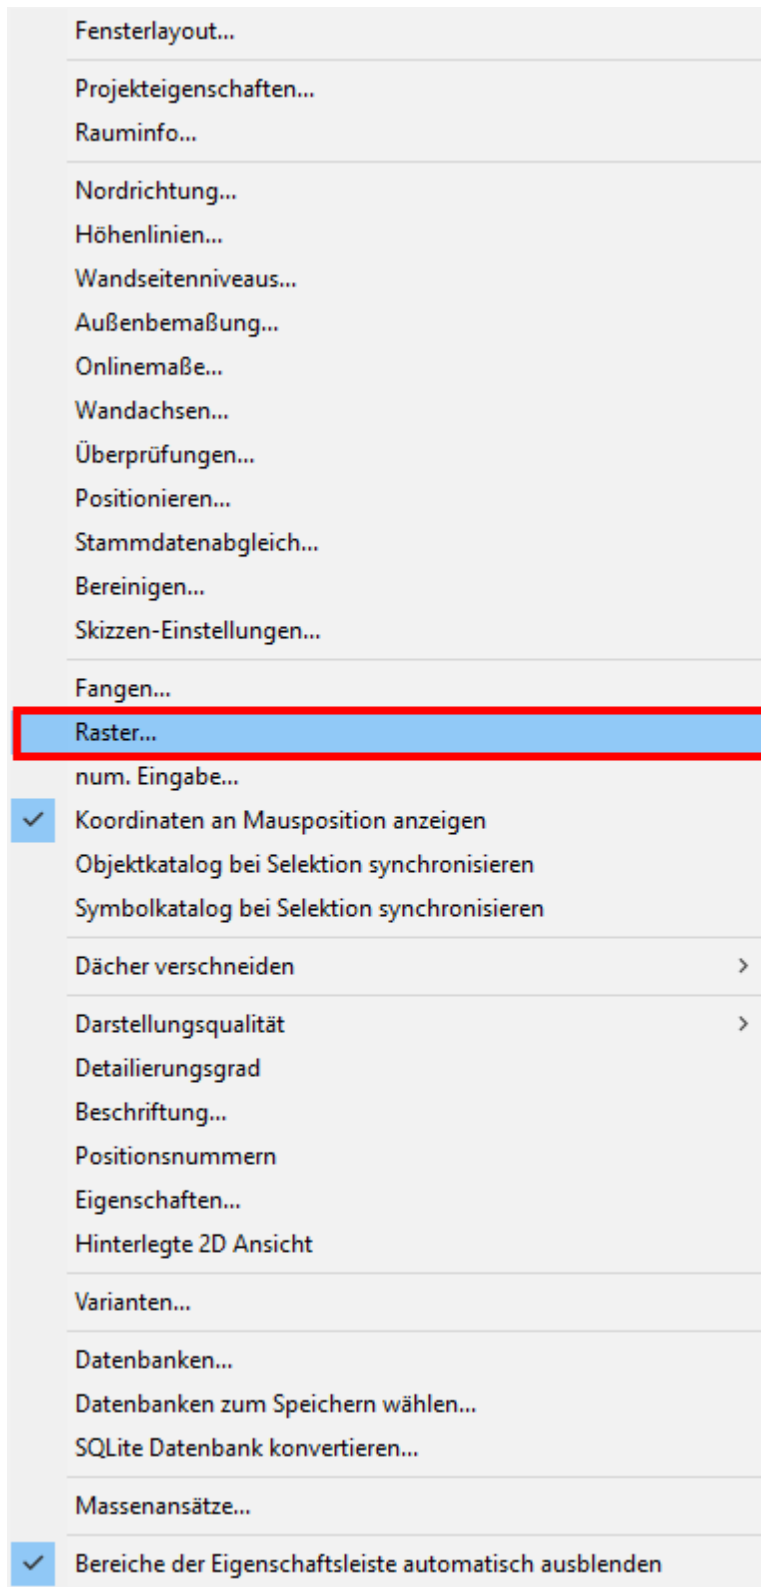 Fensterlayout...
Projekteigenschaften...
Rauminfo...
Nordrichtung...
Höhenlinien...
Wandseitenniveaus...
Außenbemaßung...
Onlinemaße...
Wandachsen...
Überprüfungen...
Positionieren...
Stammdatenabgleich...
Bereinigen...
Skizzen-Einstellungen...
Fangen...
Raster...
num. Eingabe...
Koordinaten an Mausposition anzeigen
Objektkatalog bei Selektion synchronisieren
Symbolkatalog bei Selektion synchronisieren
Dächer verschneiden
Darstellungsqualität
Detailierungsgrad
Beschriftung...
Positionsnummern
Eigenschaften...
Hinterlegte 2D Ansicht
Varianten...
Datenbanken...
Datenbanken zum Speichern wählen...
SQLite Datenbank konvertieren...
Massenansätze...
Bereiche der Eigenschaftsleiste automatisch ausblenden